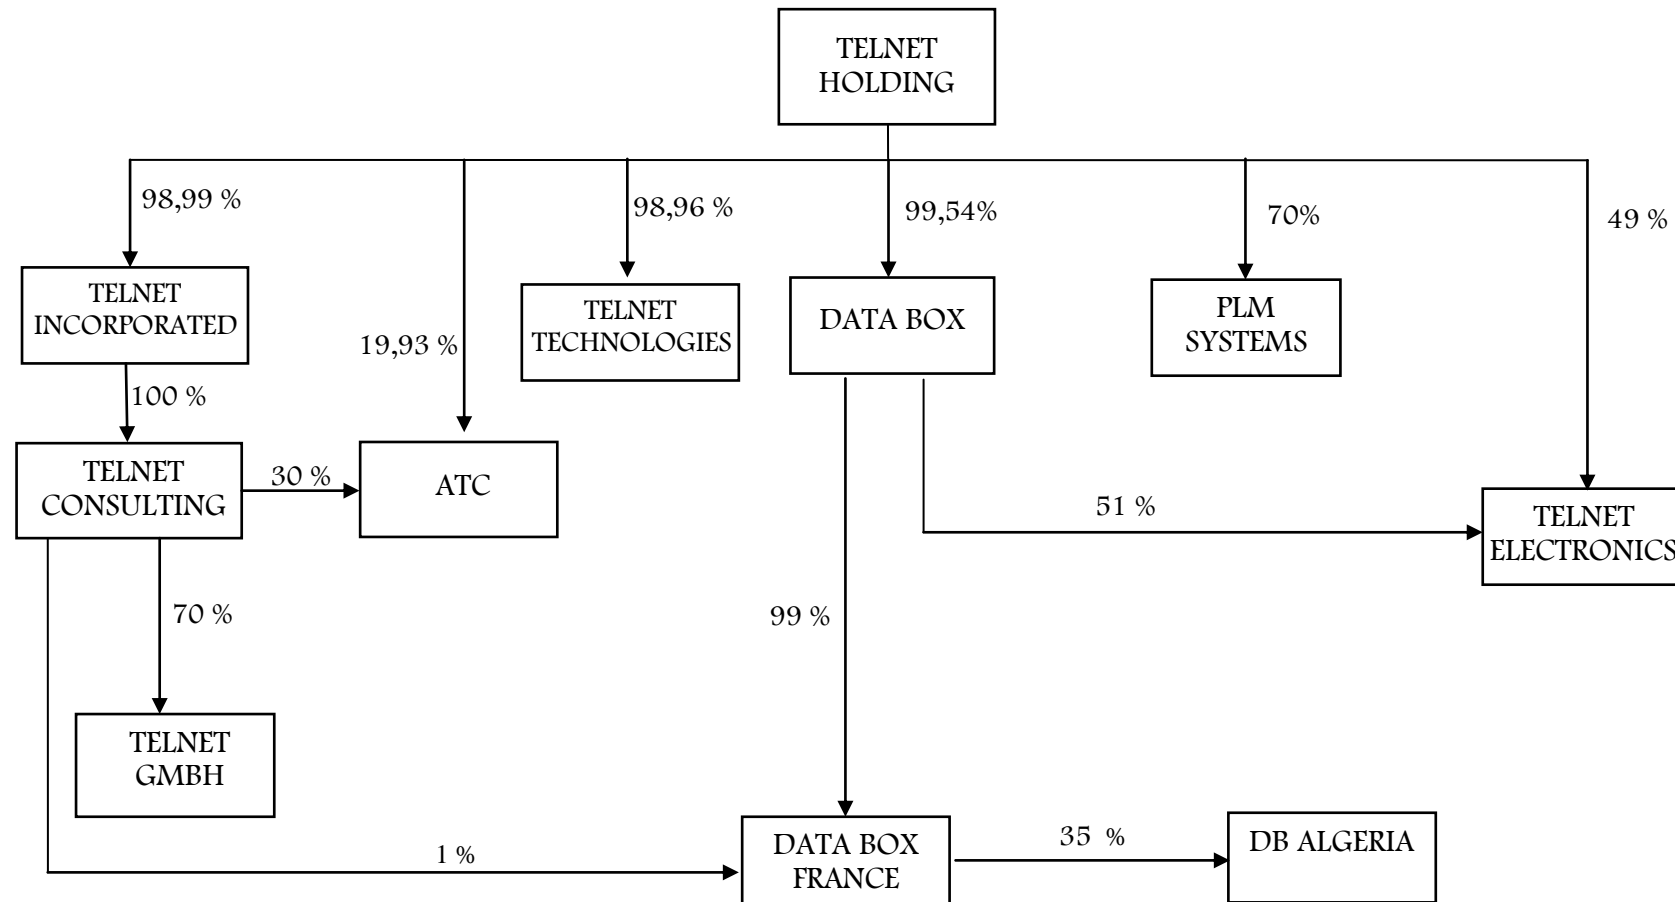 TELNET
HOLDING
98,99 %
98,96 %
99,54%
70%
49 %
TELNET
INCORPORATED
19,93 %
TELNET
TECHNOLOGIES
DATA BOX
PLM
SYSTEMS
100 %
TELNET
CONSULTING
30 %
ATC
51 %
TELNET
ELECTRONICS
70 %
99 %
TELNET
GMBH
1 %
DATA BOX
FRANCE
35 %
DB ALGERIA